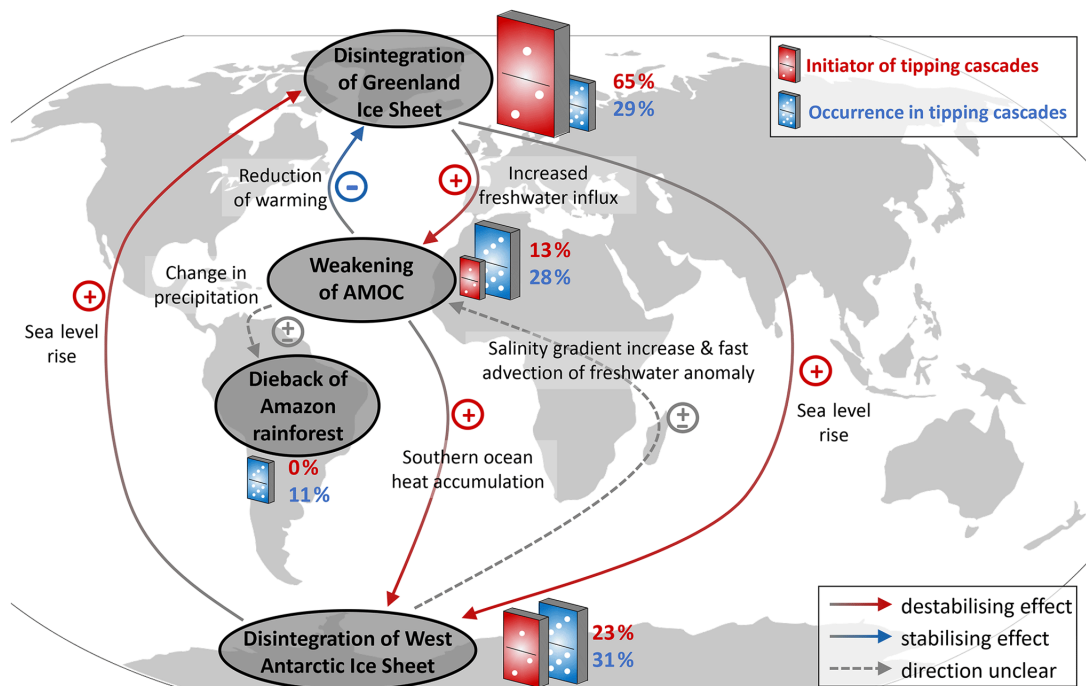 Disintegration
of Greenland
Ice Sheet
65%
29%
Initiator of tipping cascades
Occurrence in tipping cascades
Reduction
of warming
−
+
Increased
freshwater influx
Weakening
of AMOC
13%
28%
Change in
precipitation
+
Sea level
rise
±
Salinity gradient increase & fast
advection of freshwater anomaly
Dieback of
Amazon
rainforest
0%
11%
+
Southern ocean
heat accumulation
±
+
Sea level
rise
Disintegration of West
Antarctic Ice Sheet
23%
31%
destabilising effect
stabilising effect
direction unclear